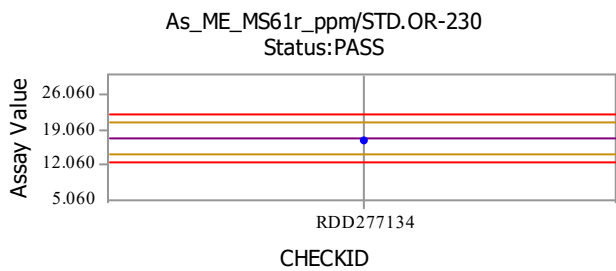 As_ME_MS61r_ppm/STD.OR-230
Status:PASS
Assay Value
26.060
19.060
12.060
5.060
RDD277134
CHECKID